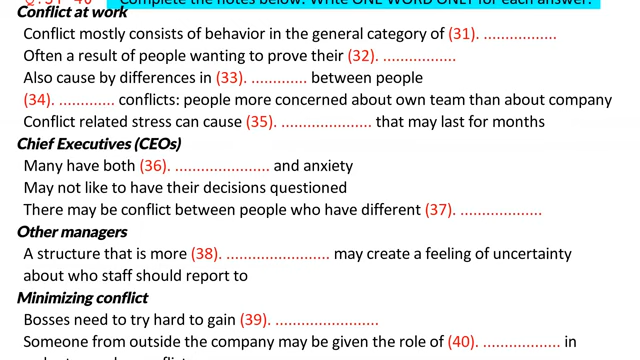 Q:31-40 Complete the notes below. Write ONE WORD ONLY for each answer.
Conflict at work
Conflict mostly consists of behavior in the general category of (31). .................
Often a result of people wanting to prove their (32). .................
Also cause by differences in (33). ............. between people
(34). ............. conflicts: people more concerned about own team than about company
Conflict related stress can cause (35). ..................... that may last for months
Chief Executives (CEOs)
Many have both (36). ...................... and anxiety
May not like to have their decisions questioned
There may be conflict between people who have different (37). ...................
Other managers
A structure that is more (38). ........................ may create a feeling of uncertainty
about who staff should report to
Minimizing conflict
Bosses need to try hard to gain (39). ........................
Someone from outside the company may be given the role of (40). .................. in